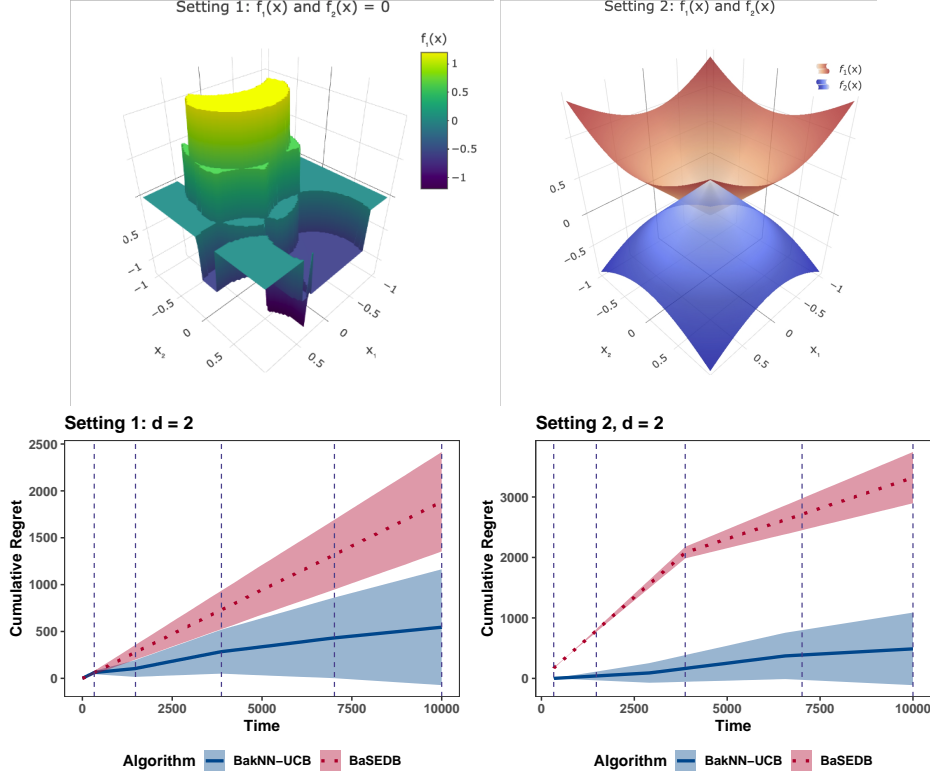 Setting 1: f₁(x) and f₂(x) = 0
Setting 2: f₁(x) and f₂(x)
f₁(x)
1
0.5
0
−0.5
−1
f₁(x)
f₂(x)
0.5
−1
−1
−0.5
0
0.5
x₂
0.5
0
−0.5
−1
x₁
0.5
0
−0.5
−1
−1
−0.5
0
0.5
x₂
0.5
0
−0.5
−1
x₁
Setting 1: d = 2
2500
2000
1500
1000
500
0
Cumulative Regret
0 2500 5000 7500 10000
Time
Algorithm BakNN−UCB BaSEDB
Setting 2, d = 2
3000
2000
1000
0
Cumulative Regret
0 2500 5000 7500 10000
Time
Algorithm BakNN−UCB BaSEDB